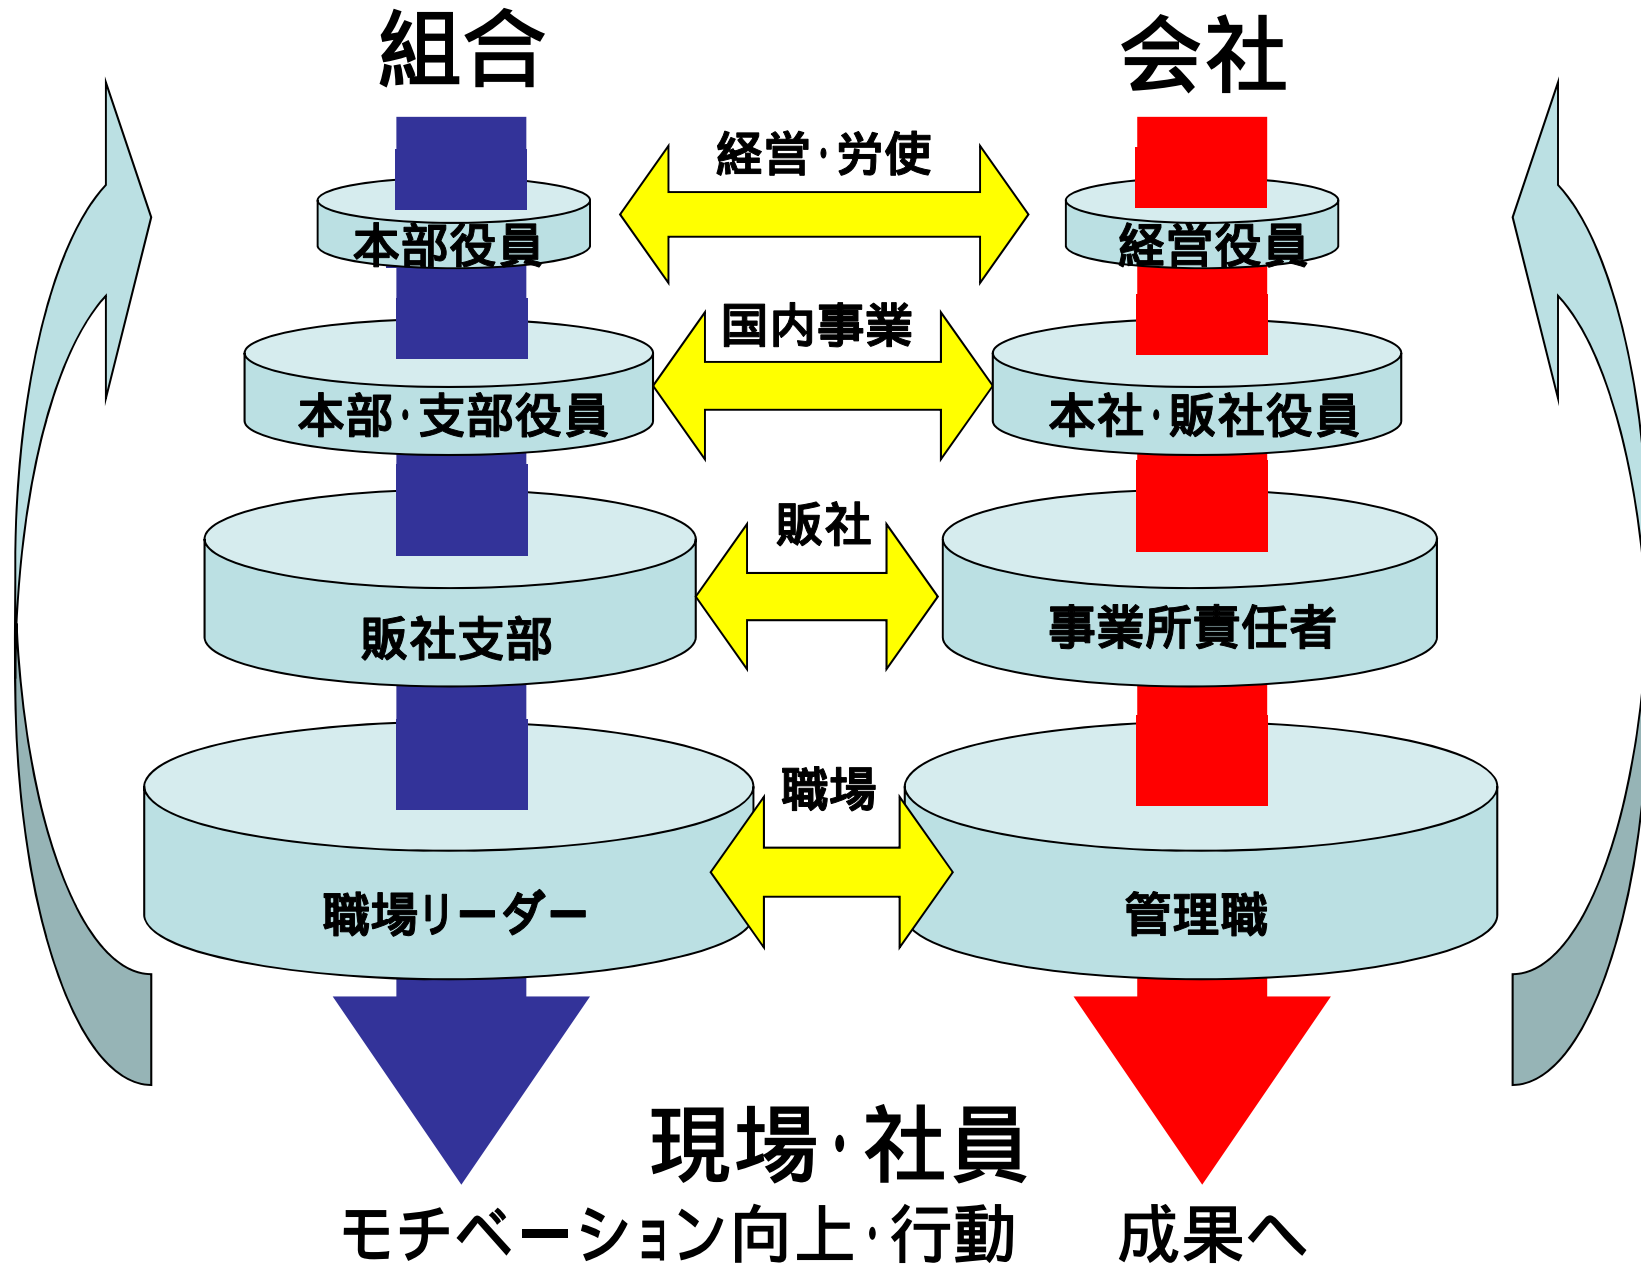 組合
会社
経営・労使
本部役員
経営役員
国内事業
本部・支部役員
本社・販社役員
販社
販社支部
事業所責任者
職場
職場リーダー
管理職
現場・社員
モチベーション向上・行動 成果へ